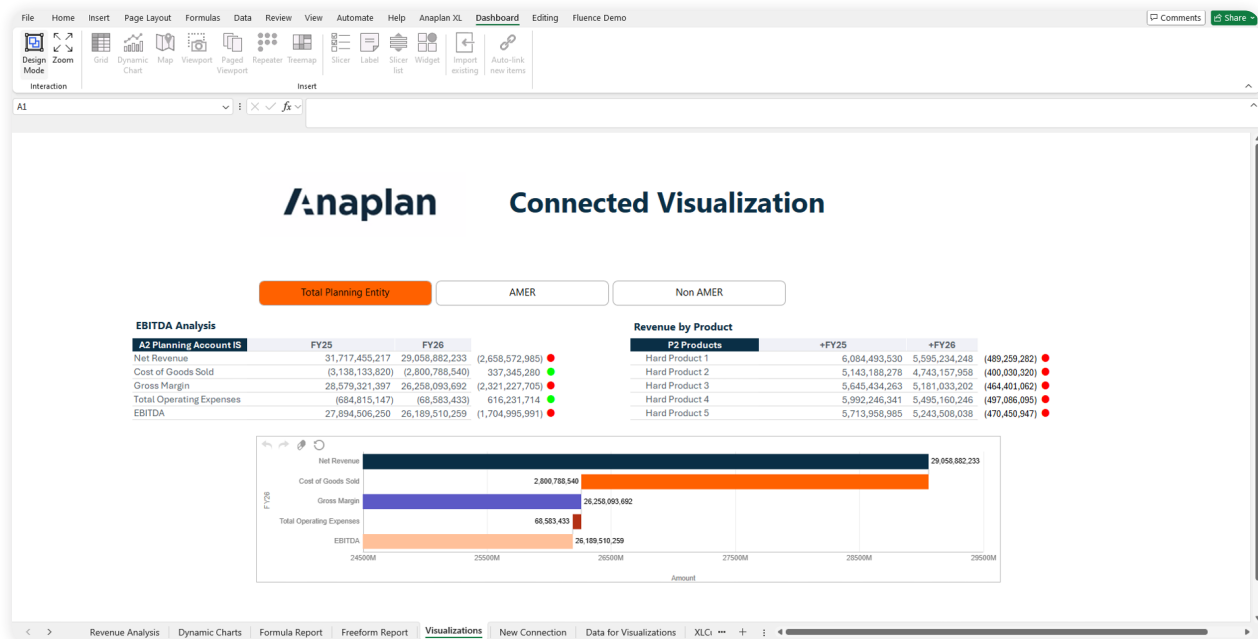 File Home Insert Page Layout Formulas Data Review View Automate Help Anaplan XL Dashboard Editing Fluence Demo Comments Share
Design Mode Zoom Grid Dynamic Chart Map Viewport Paged Viewport Repeater Treemap Slicer Label Slicer list Widget Import existing Auto-link new items
Interaction Insert
A1 fx
Anaplan Connected Visualization
Total Planning Entity AMER Non AMER
EBITDA Analysis
A2 Planning Account IS FY25 FY26
Net Revenue 31,717,455,217 29,058,882,233 (2,658,572,985)
Cost of Goods Sold (3,138,133,820) (2,800,788,540) 337,345,280
Gross Margin 28,579,321,397 26,258,093,692 (2,321,227,705)
Total Operating Expenses (684,815,147) (68,583,433) 616,231,714
EBITDA 27,894,506,250 26,189,510,259 (1,704,995,991)
Revenue by Product
P2 Products +FY25 +FY26
Hard Product 1 6,084,493,530 5,595,234,248 (489,259,282)
Hard Product 2 5,143,188,278 4,743,157,958 (400,030,320)
Hard Product 3 5,645,434,263 5,181,033,202 (464,401,062)
Hard Product 4 5,992,246,341 5,495,160,246 (497,086,095)
Hard Product 5 5,713,958,985 5,243,508,038 (470,450,947)
FY26
Net Revenue 29,058,882,233
Cost of Goods Sold 2,800,788,540
Gross Margin 26,258,093,692
Total Operating Expenses 68,583,433
EBITDA 26,189,510,259
24500M 25500M 26500M 27500M 28500M 29500M
Amount
Revenue Analysis Dynamic Charts Formula Report Freeform Report Visualizations New Connection Data for Visualizations